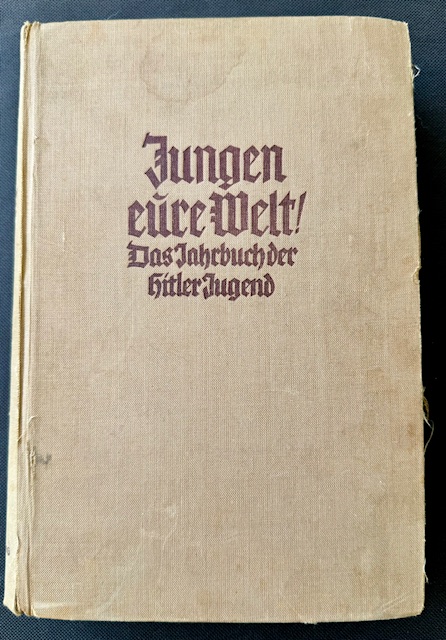 Jungen
eure Welt!
Das Jahrbuch der
Hitler Jugend